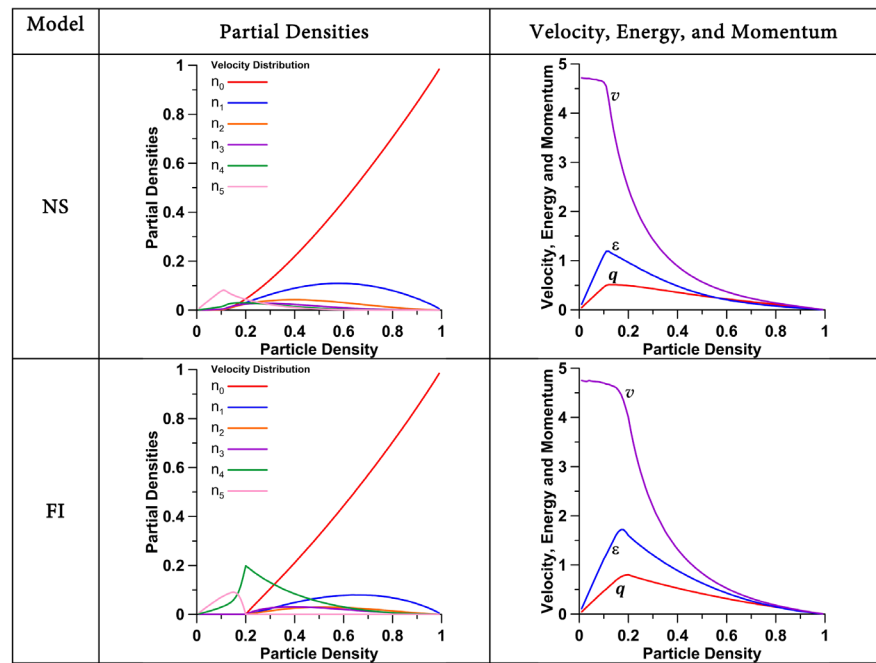 Model Partial Densities Velocity, Energy, and Momentum
NS
Velocity Distribution
n0
n1
n2
n3
n4
n5
Partial Densities
1
0.8
0.6
0.4
0.2
0
0 0.2 0.4 0.6 0.8 1
Particle Density
Velocity, Energy and Momentum
5
4
3
2
1
0
v
ε
q
0 0.2 0.4 0.6 0.8 1
Particle Density
FI
Velocity Distribution
n0
n1
n2
n3
n4
n5
Partial Densities
1
0.8
0.6
0.4
0.2
0
0 0.2 0.4 0.6 0.8 1
Particle Density
Velocity, Energy and Momentum
5
4
3
2
1
0
v
ε
q
0 0.2 0.4 0.6 0.8 1
Particle Density